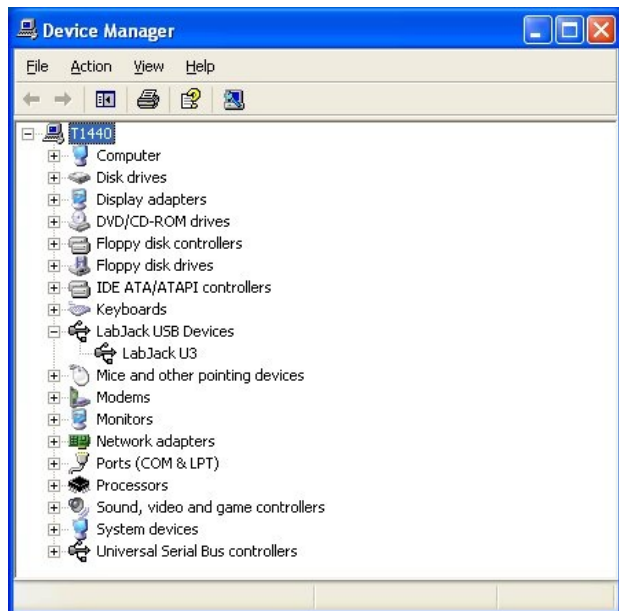 Device Manager
File Action View Help
T1440
Computer
Disk drives
Display adapters
DVD/CD-ROM drives
Floppy disk controllers
Floppy disk drives
IDE ATA/ATAPI controllers
Keyboards
LabJack USB Devices
LabJack U3
Mice and other pointing devices
Modems
Monitors
Network adapters
Ports (COM & LPT)
Processors
Sound, video and game controllers
System devices
Universal Serial Bus controllers